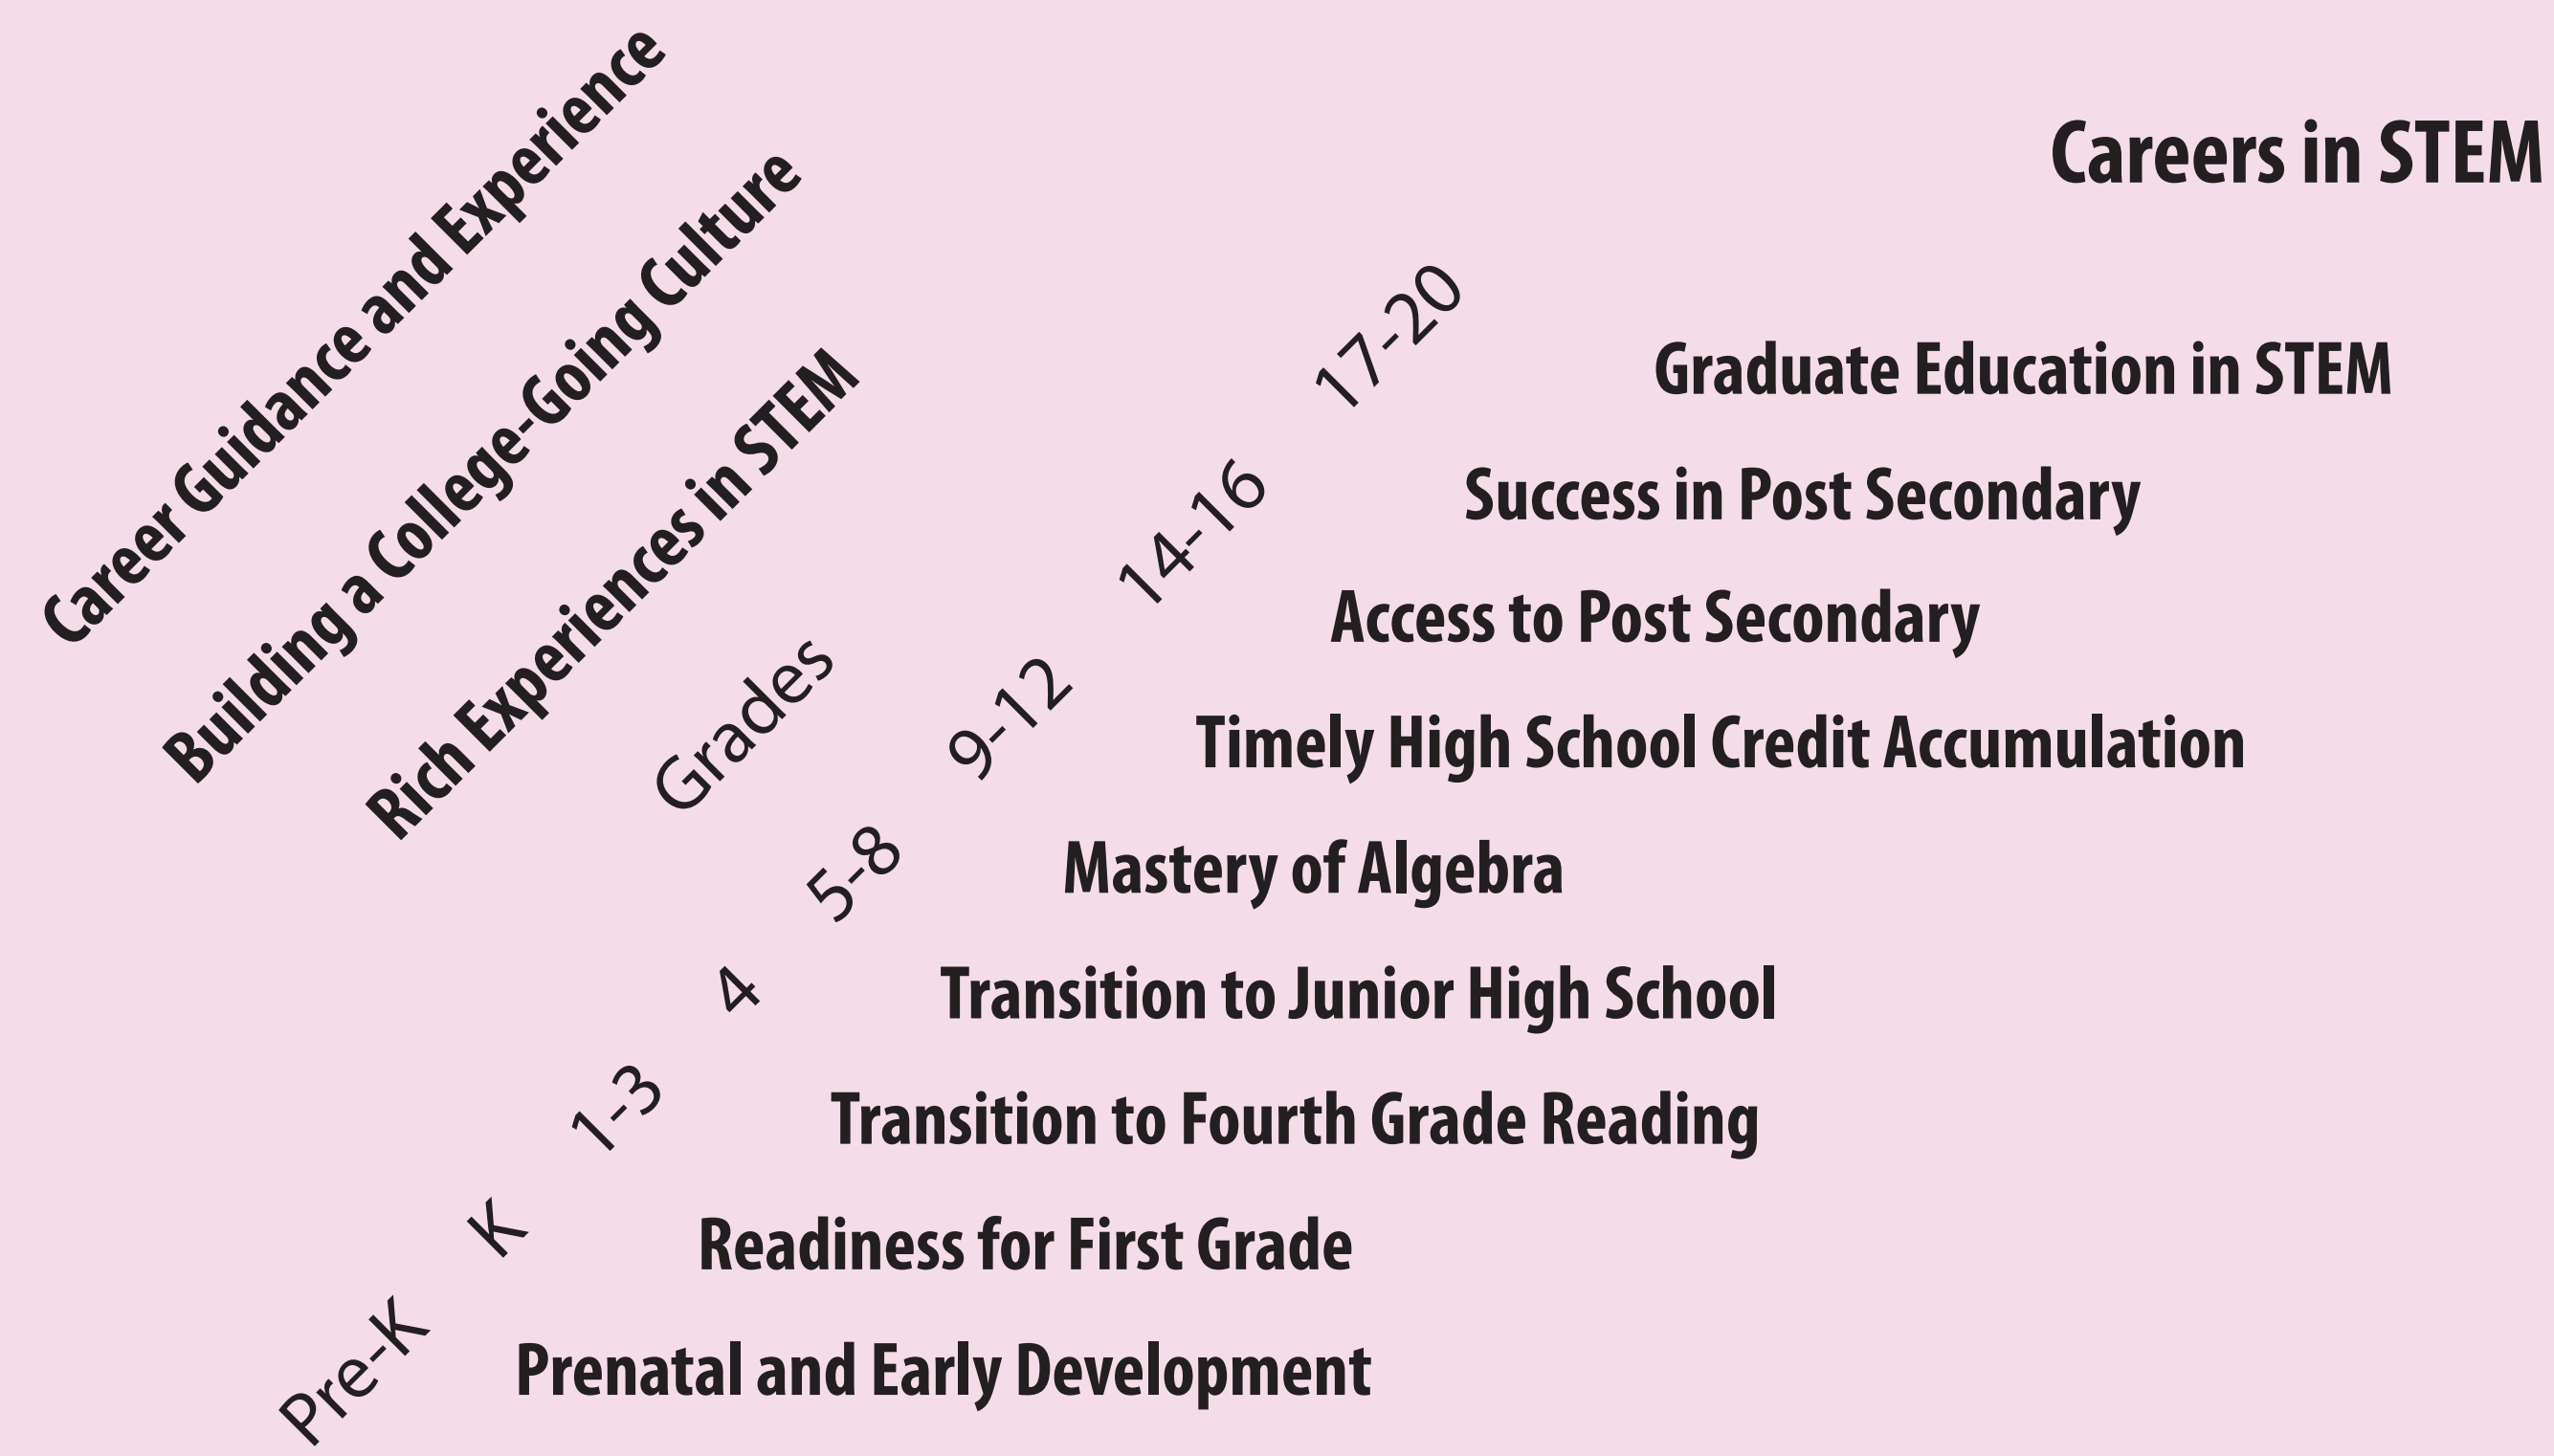 Career Guidance and Experience
Building a College-Going Culture
Rich Experiences in STEM
Careers in STEM
Grades
17-20
Graduate Education in STEM
14-16
Success in Post Secondary
Access to Post Secondary
9-12
Timely High School Credit Accumulation
5-8
Mastery of Algebra
4
Transition to Junior High School
1-3
Transition to Fourth Grade Reading
K
Readiness for First Grade
Pre-K
Prenatal and Early Development